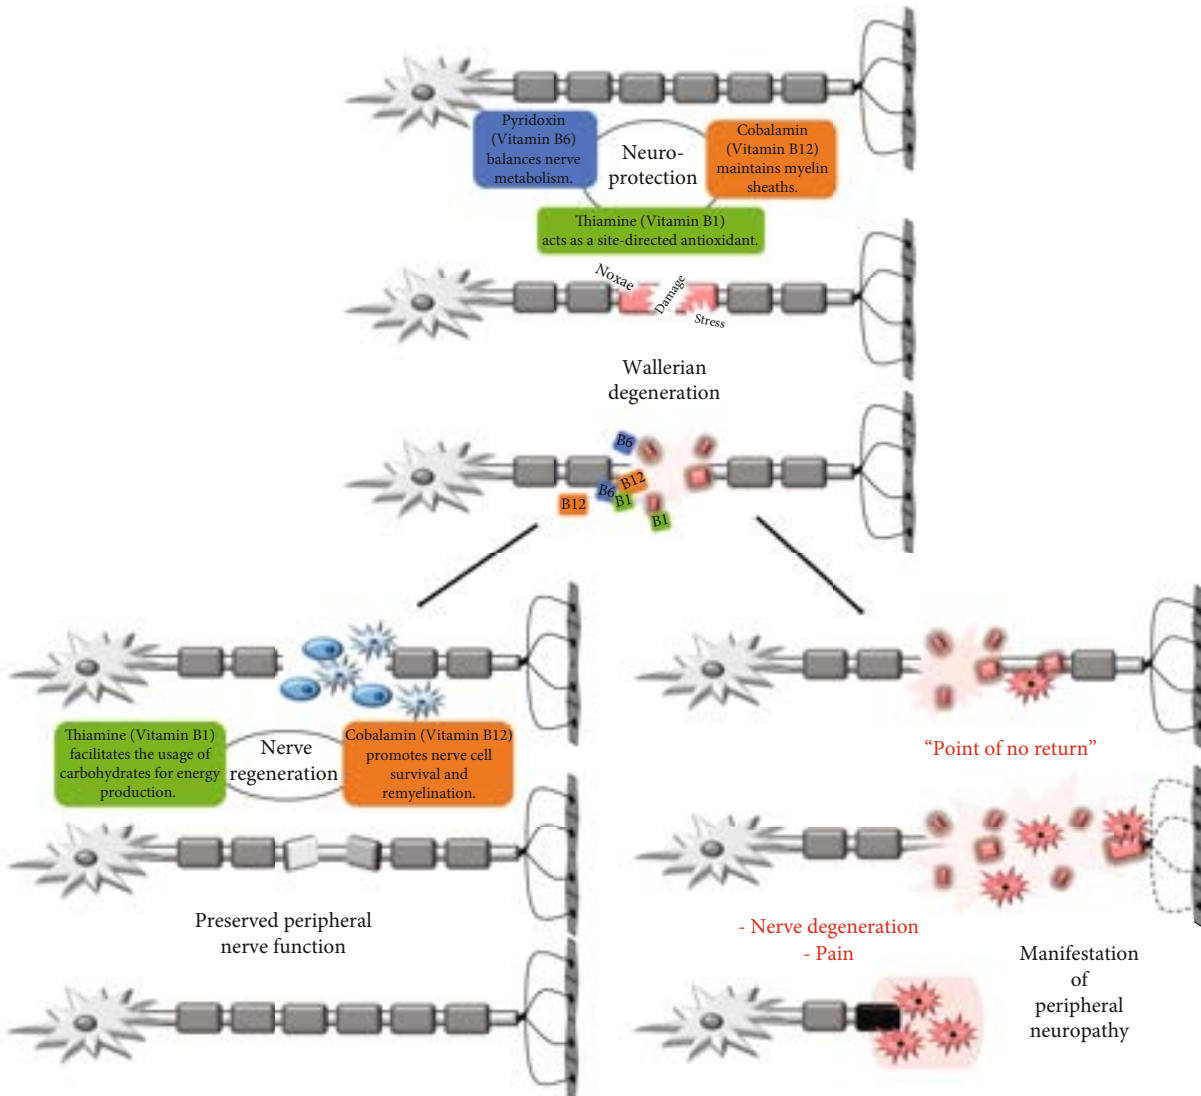 Pyridoxin
(Vitamin B6)
balances nerve
metabolism.
Neuro-
protection
Cobalamin
(Vitamin B12)
maintains myelin
sheaths.
Thiamine (Vitamin B1)
acts as a site-directed antioxidant.
Noxae
Damage
Stress
Wallerian
degeneration
B6
B12
B6
B1
B12
B1
Thiamine (Vitamin B1)
facilitates the usage of
carbohydrates for energy
production.
Nerve
regeneration
Cobalamin (Vitamin B12)
promotes nerve cell
survival and
remyelination.
“Point of no return”
Preserved peripheral
nerve function
- Nerve degeneration
- Pain
Manifestation
of
peripheral
neuropathy